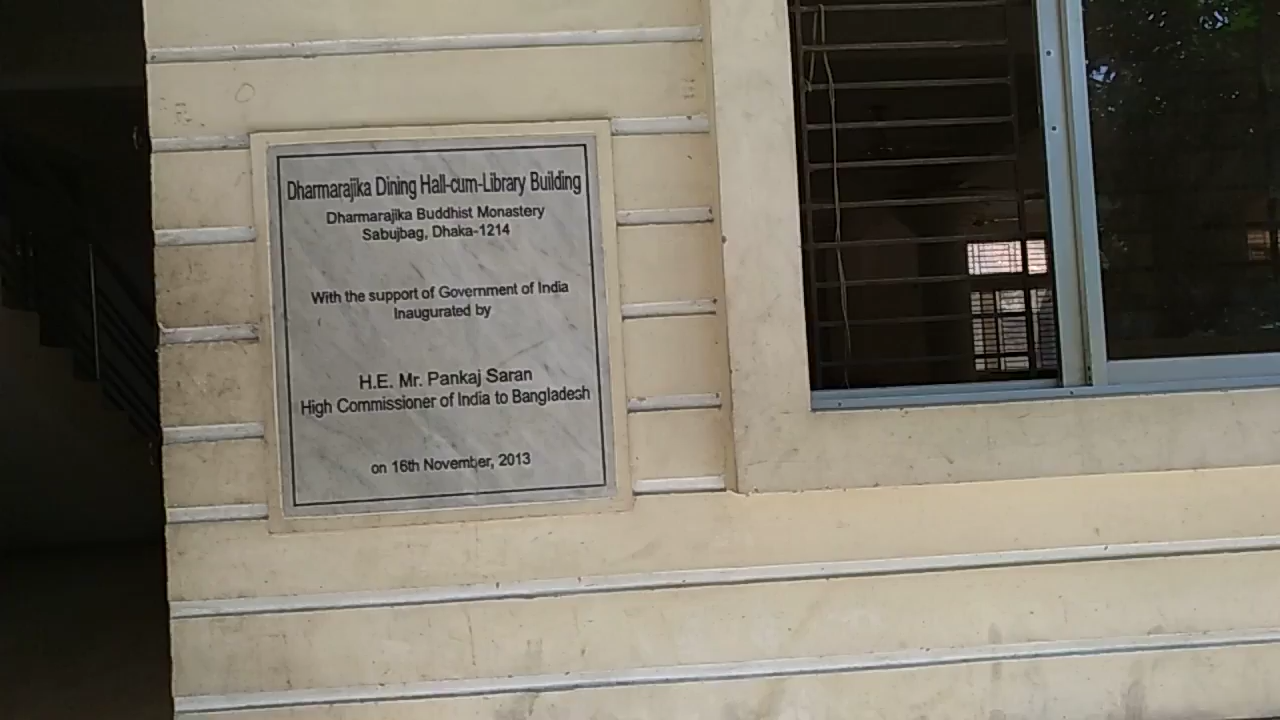 Dharmarajika Dining Hall-cum-Library Building
Dharmarajika Buddhist Monastery
Sabujbag, Dhaka-1214
With the support of Government of India
Inaugurated by
H.E. Mr. Pankaj Saran
High Commissioner of India to Bangladesh
on 16th November, 2013